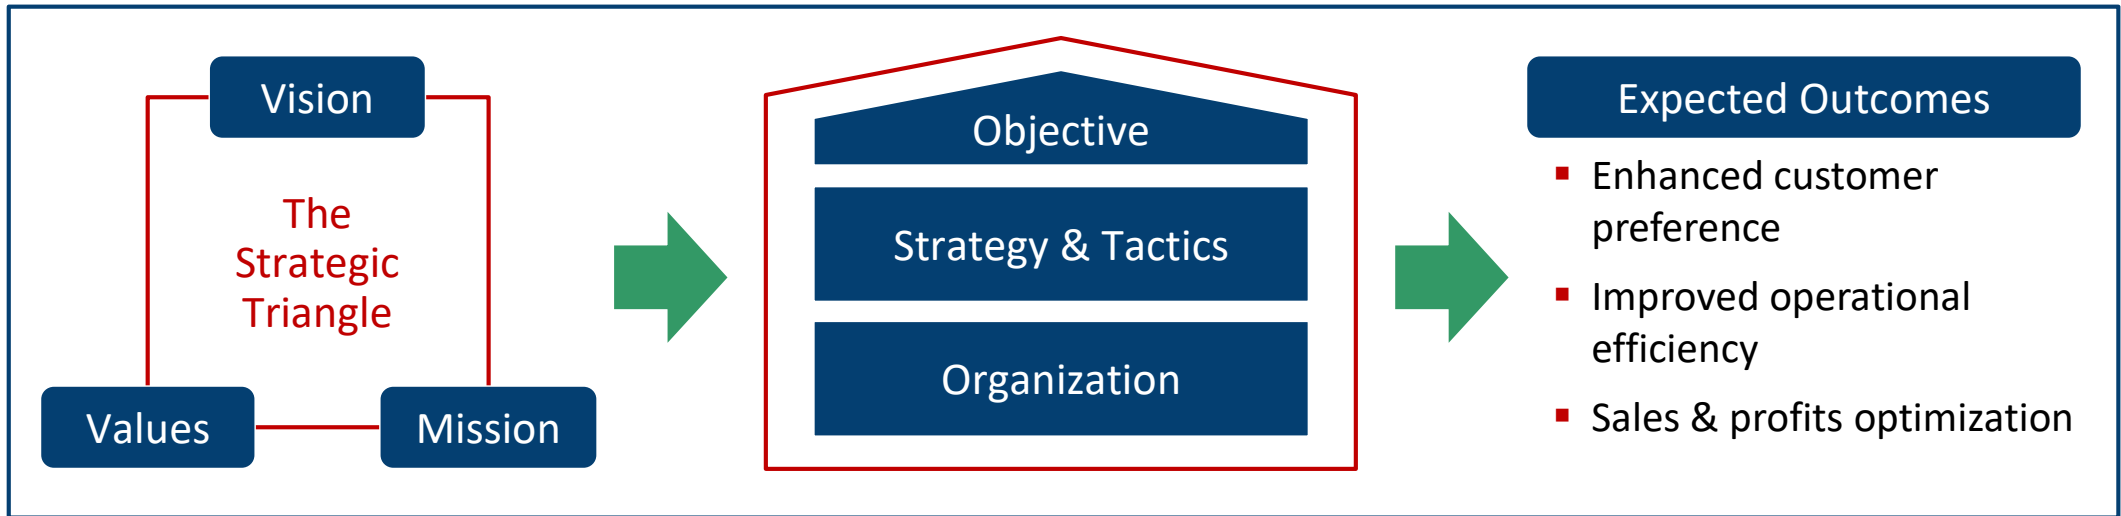 Vision
The
Strategic
Triangle
Values
Mission
Objective
Strategy & Tactics
Organization
Expected Outcomes
▪ Enhanced customer
preference
▪ Improved operational
efficiency
▪ Sales & profits optimization